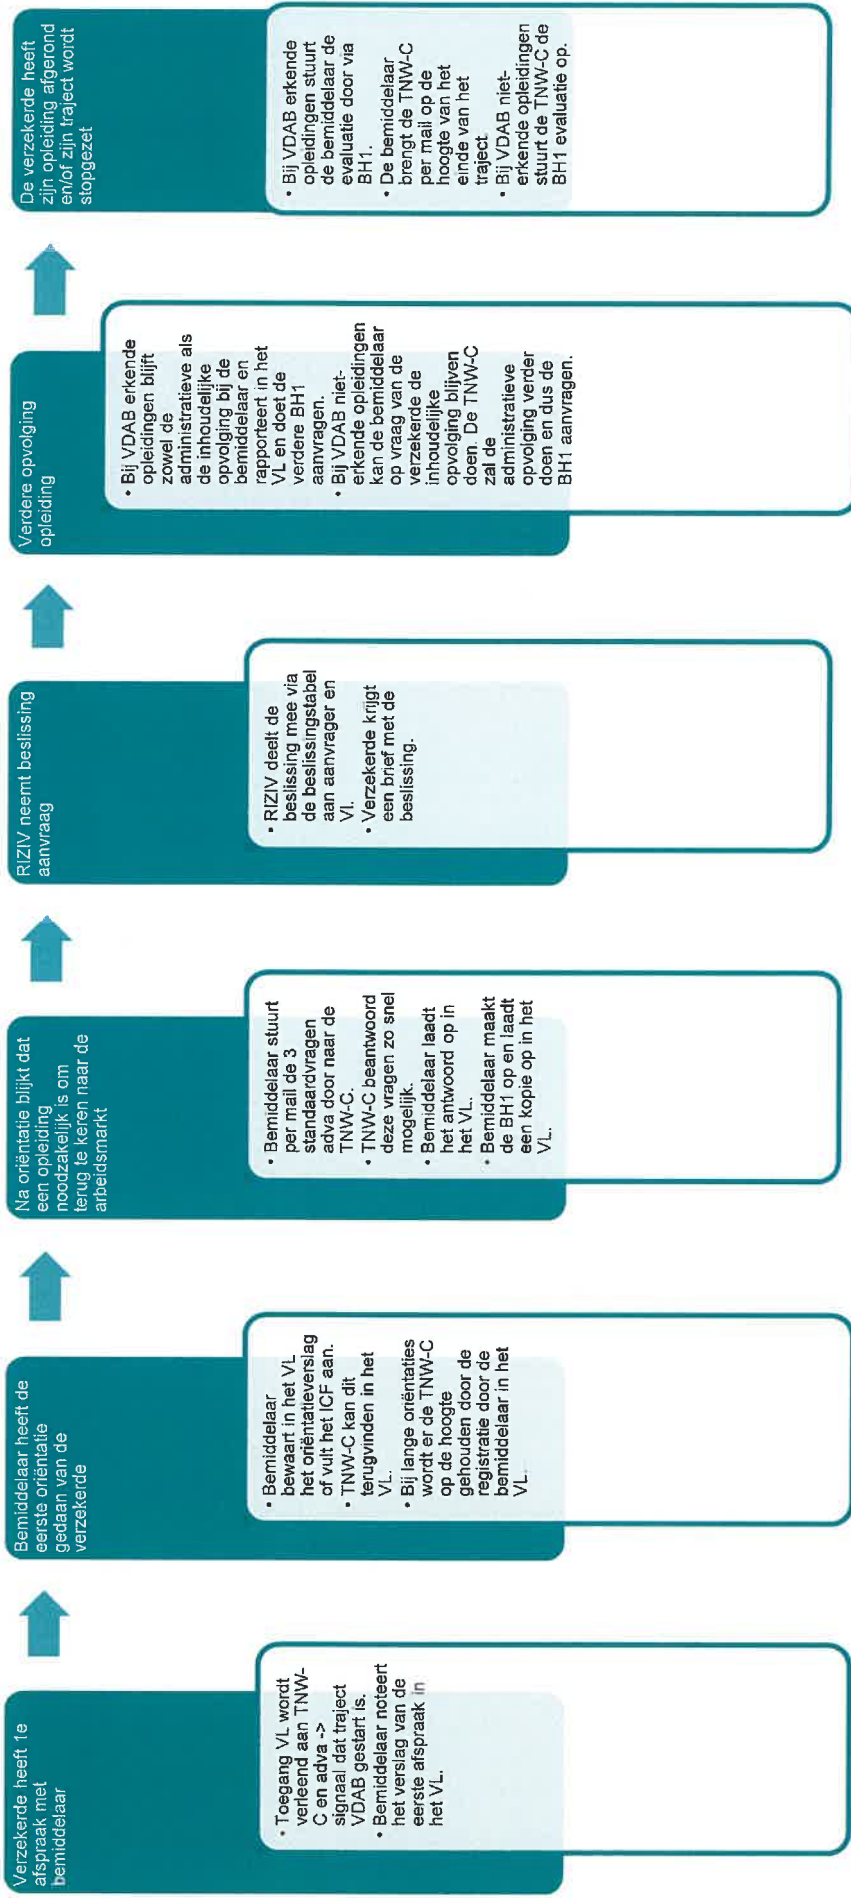 Verzekerde heeft 1e
afspraak met
bemiddelaar
• Toegang VL wordt
verleend aan TNW-
C en adva ->
signaal dat traject
VDAB gestart is.
• Bemiddelaar noteert
het verslag van de
eerste afspraak in
het VL.
Bemiddelaar heeft de
eerste oriëntatie
gedaan van de
verzekerde
• Bemiddelaar
bewaart in het VL
het oriëntatieverslag
of vult het ICF aan.
• TNW-C kan dit
terugvinden in het
VL.
• Bij lange oriëntaties
wordt er de TNW-C
op de hoogte
gehouden door de
registratie door de
bemiddelaar in het
VL.
Na oriëntatie blijkt dat
een opleiding
noodzakelijk is om
terug te keren naar de
arbeidsmarkt
• Bemiddelaar stuurt
per mail de 3
standaardvragen
adva door naar de
TNW-C.
• TNW-C beantwoord
deze vragen zo snel
mogelijk.
• Bemiddelaar laadt
het antwoord op in
het VL.
• Bemiddelaar maakt
de BH1 op en laadt
een kopie op in het
VL.
RIZIV neemt beslissing
aanvraag
• RIZIV deelt de
beslissing mee via
de beslissingstabel
aan aanvrager en
VI.
• Verzekerde krijgt
een brief met de
beslissing.
Verdere opvolging
opleiding
• Bij VDAB erkende
opleidingen blijft
zowel de
administratieve als
de inhoudelijke
opvolging bij de
bemiddelaar en
rapporteert in het
VL en doet de
verdere BH1
aanvragen.
• Bij VDAB niet-
erkende opleidingen
kan de bemiddelaar
op vraag van de
verzekerde de
inhoudelijke
opvolging blijven
doen. De TNW-C
zal de
administratieve
opvolging verder
doen en dus de
BH1 aanvragen.
De verzekerde heeft
zijn opleiding afgerond
en/of zijn traject wordt
stopgezet
• Bij VDAB erkende
opleidingen stuurt
de bemiddelaar de
evaluatie door via
BH1.
• De bemiddelaar
brengt de TNW-C
per mail op de
hoogte van het
einde van het
traject.
• Bij VDAB niet-
erkende opleidingen
stuurt de TNW-C de
BH1 evaluatie op.